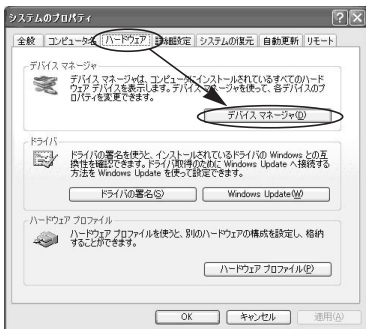 システムのプロパティ
全般 コンピュータ名 ハードウェア 詳細設定 システムの復元 自動更新 リモート
デバイス マネージャ
デバイス マネージャは、コンピュータにインストールされているすべてのハード
ウェア デバイスを表示します。デバイス マネージャを使って、各デバイスのプ
ロパティを変更できます。
デバイス マネージャ(D)
ドライバ
ドライバの署名を使うと、インストールされているドライバの Windows との互
換性を確認できます。ドライバ取得のために Windows Update へ接続する
方法を Windows Update を使って設定できます。
ドライバの署名(S) Windows Update(W)
ハードウェア プロファイル
ハードウェア プロファイルを使うと、別のハードウェアの構成を設定し、格納
することができます。
ハードウェア プロファイル(P)
OK キャンセル 適用(A)